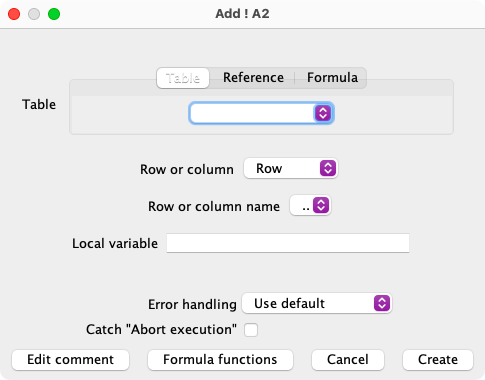 Add ! A2
Table Reference Formula
Table
Row or column Row
Row or column name ..
Local variable
Error handling Use default
Catch "Abort execution"
Edit comment Formula functions Cancel Create